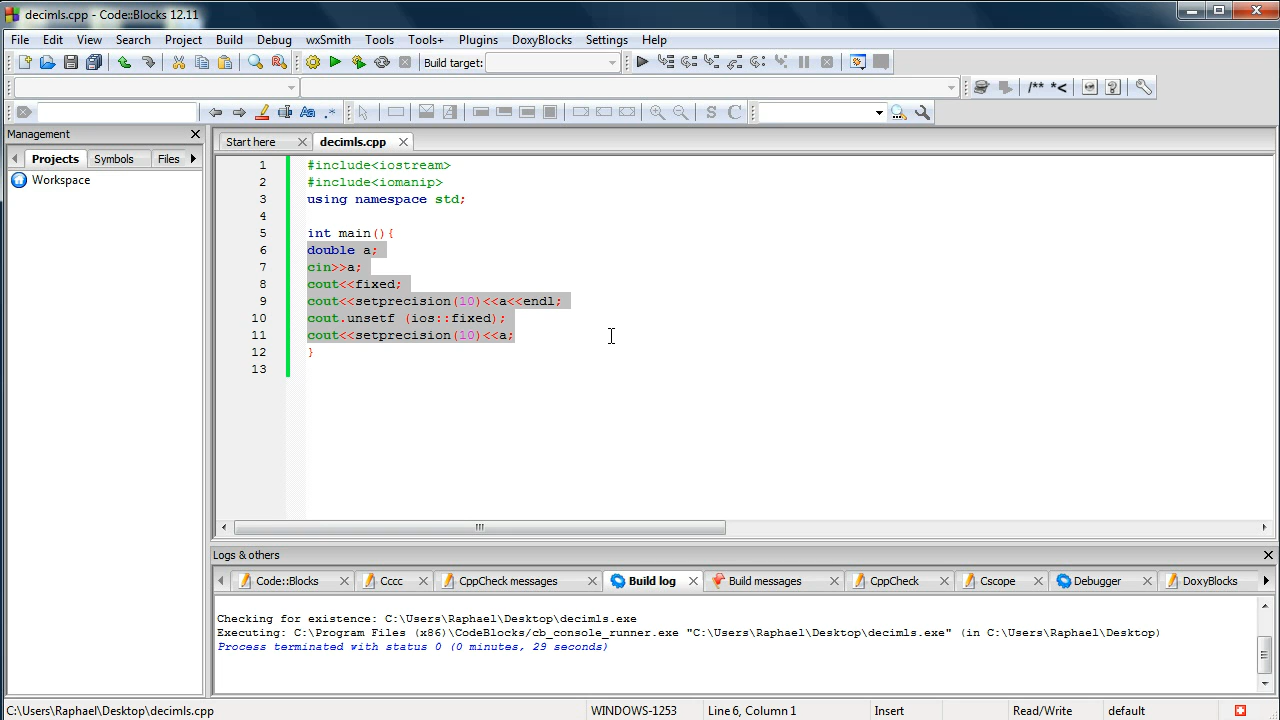 decimls.cpp - Code::Blocks 12.11
File Edit View Search Project Build Debug wxSmith Tools Tools+ Plugins DoxyBlocks Settings Help
Build target:
/** *<
Aa .*
S C
Management
Projects Symbols Files
Workspace
Start here decimls.cpp
1 #include<iostream>
2 #include<iomanip>
3 using namespace std;
4
5 int main(){
6 double a;
7 cin>>a;
8 cout<<fixed;
9 cout<<setprecision(10)<<a<<endl;
10 cout.unsetf (ios::fixed);
11 cout<<setprecision(10)<<a;
12 }
13
Logs & others
Code::Blocks Cccc CppCheck messages Build log Build messages CppCheck Cscope Debugger DoxyBlocks
Checking for existence: C:\Users\Raphael\Desktop\decimls.exe
Executing: C:\Program Files (x86)\CodeBlocks/cb_console_runner.exe "C:\Users\Raphael\Desktop\decimls.exe" (in C:\Users\Raphael\Desktop)
Process terminated with status 0 (0 minutes, 29 seconds)
C:\Users\Raphael\Desktop\decimls.cpp WINDOWS-1253 Line 6, Column 1 Insert Read/Write default